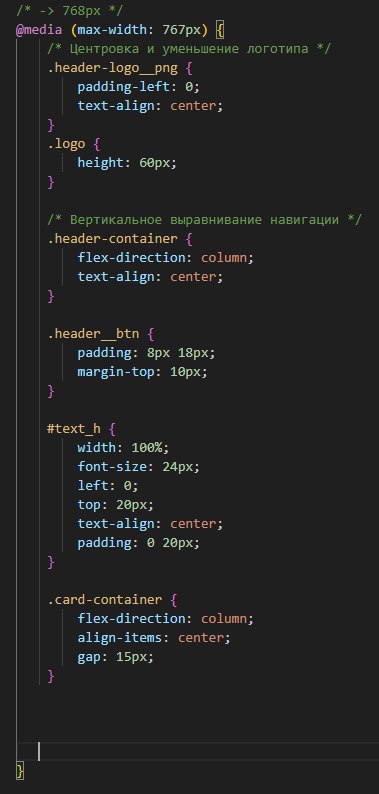 /* -> 768px */
@media (max-width: 767px) {
/* Центровка и уменьшение логотипа */
.header-logo__png {
padding-left: 0;
text-align: center;
}
.logo {
height: 60px;
}
/* Вертикальное выравнивание навигации */
.header-container {
flex-direction: column;
text-align: center;
}
.header__btn {
padding: 8px 18px;
margin-top: 10px;
}
#text_h {
width: 100%;
font-size: 24px;
left: 0;
top: 20px;
text-align: center;
padding: 0 20px;
}
.card-container {
flex-direction: column;
align-items: center;
gap: 15px;
}
}